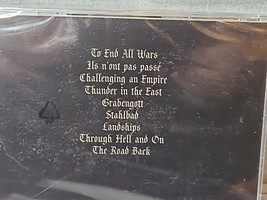 To End All Wars
Ils n'ont pas passé
Challenging an Empire
Thunder in the East
Grabengott
Stahlbad
Landships
Through Hell and On
The Road Back